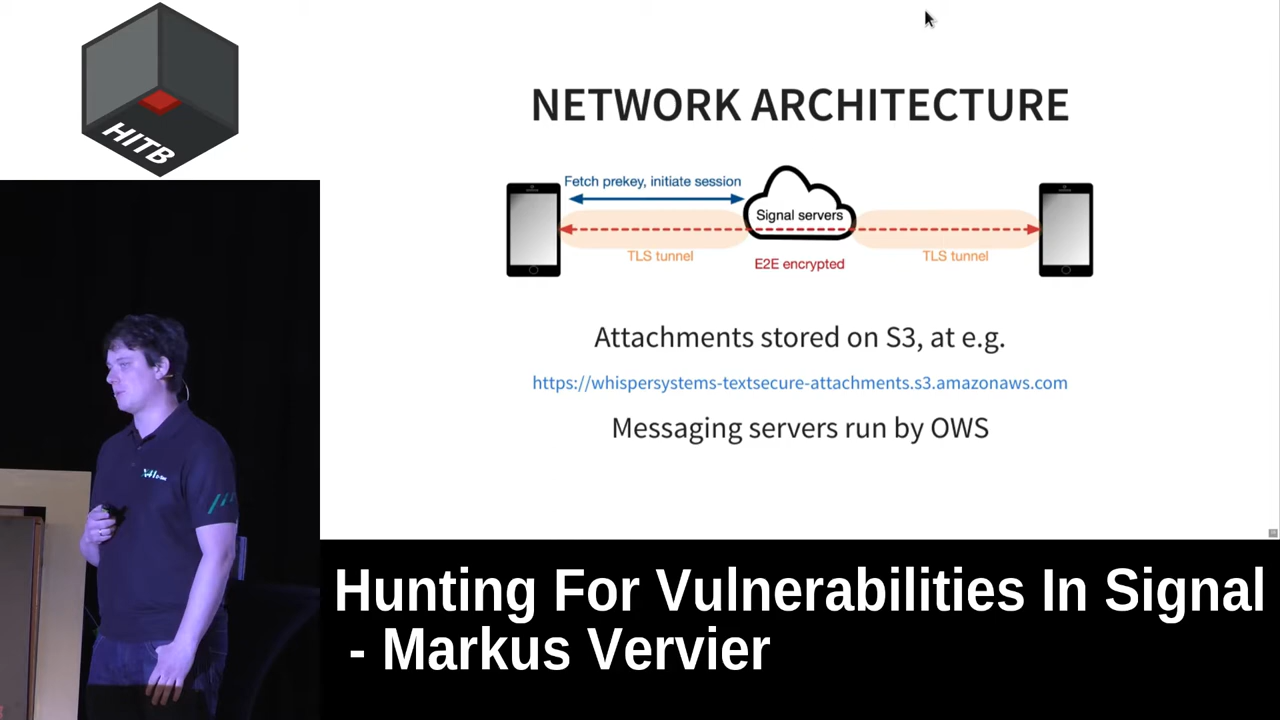 HITB
NETWORK ARCHITECTURE
Fetch prekey, initiate session
Signal servers
TLS tunnel
E2E encrypted
TLS tunnel
Attachments stored on S3, at e.g.
https://whispersystems-textsecure-attachments.s3.amazonaws.com
Messaging servers run by OWS
Hunting For Vulnerabilities In Signal
- Markus Vervier